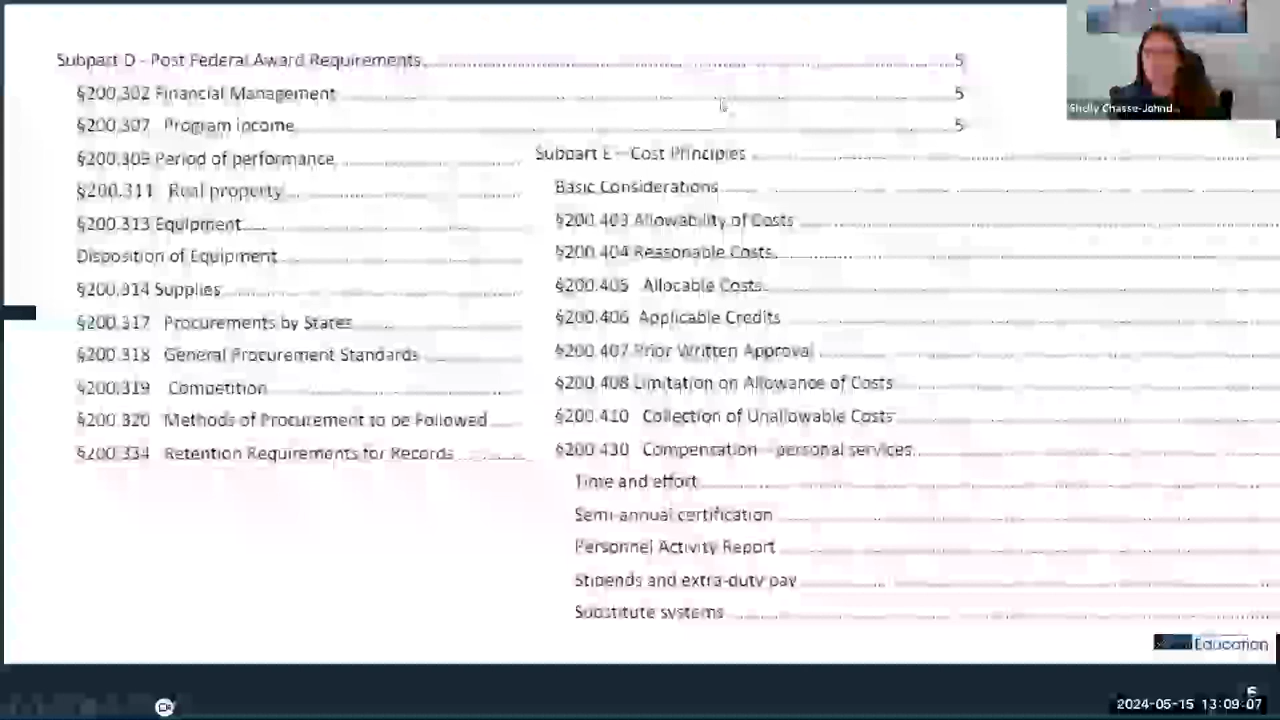 Subpart D - Post Federal Award Requirements 5
§200.302 Financial Management 5
§200.307 Program income 5
§200.309 Period of performance
§200.311 Real property
§200.313 Equipment
Disposition of Equipment
§200.314 Supplies
§200.317 Procurements by States
§200.318 General Procurement Standards
§200.319 Competition
§200.320 Methods of Procurement to be Followed
§200.334 Retention Requirements for Records
Subpart E – Cost Principles
Basic Considerations
§200.403 Allowability of Costs
§200.404 Reasonable Costs
§200.405 Allocable Costs
§200.406 Applicable Credits
§200.407 Prior Written Approval
§200.408 Limitation on Allowance of Costs
§200.410 Collection of Unallowable Costs
§200.430 Compensation – personal services
Time and effort
Semi-annual certification
Personnel Activity Report
Stipends and extra-duty pay
Substitute systems
Shelly Chasse-Johnd...
Education
6
2024-05-15 13:09:07